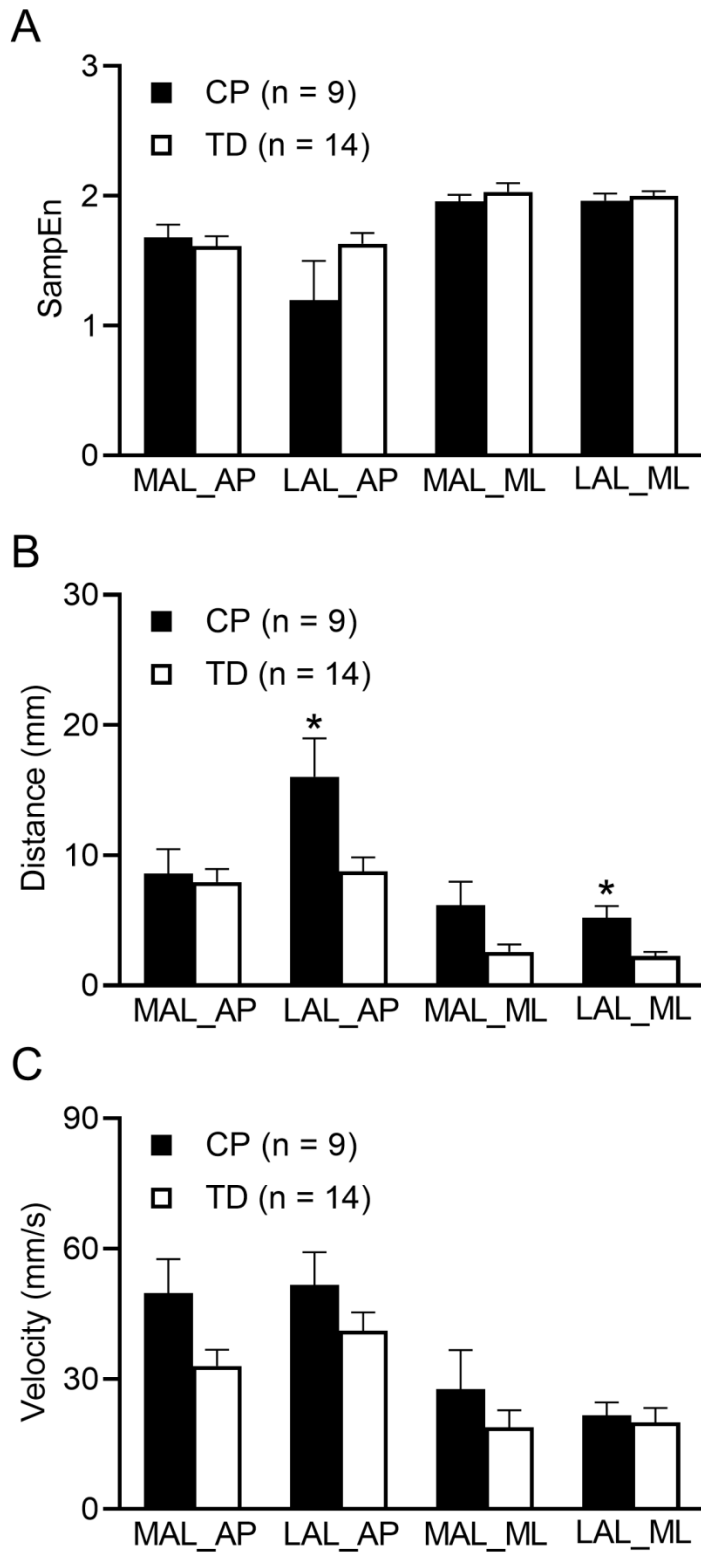 A
3
CP (n = 9)
TD (n = 14)
2
SampEn
1
0
MAL_AP LAL_AP MAL_ML LAL_ML
B
30
CP (n = 9)
TD (n = 14)
20
*
Distance (mm)
10
*
0
MAL_AP LAL_AP MAL_ML LAL_ML
C
90
CP (n = 9)
TD (n = 14)
60
Velocity (mm/s)
30
0
MAL_AP LAL_AP MAL_ML LAL_ML